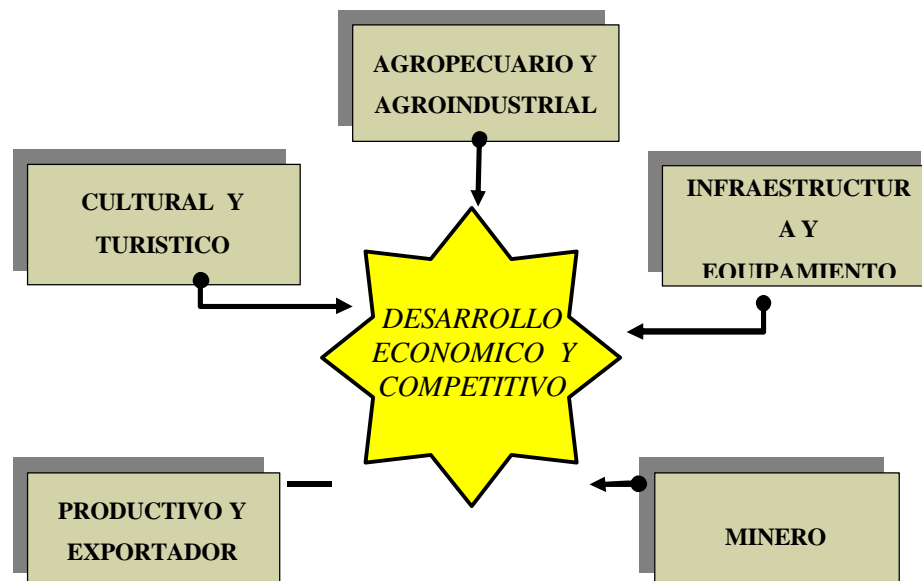 AGROPECUARIO Y
AGROINDUSTRIAL
CULTURAL Y
TURISTICO
INFRAESTRUCTUR
A Y
EQUIPAMIENTO
DESARROLLO
ECONOMICO Y
COMPETITIVO
PRODUCTIVO Y
EXPORTADOR
MINERO